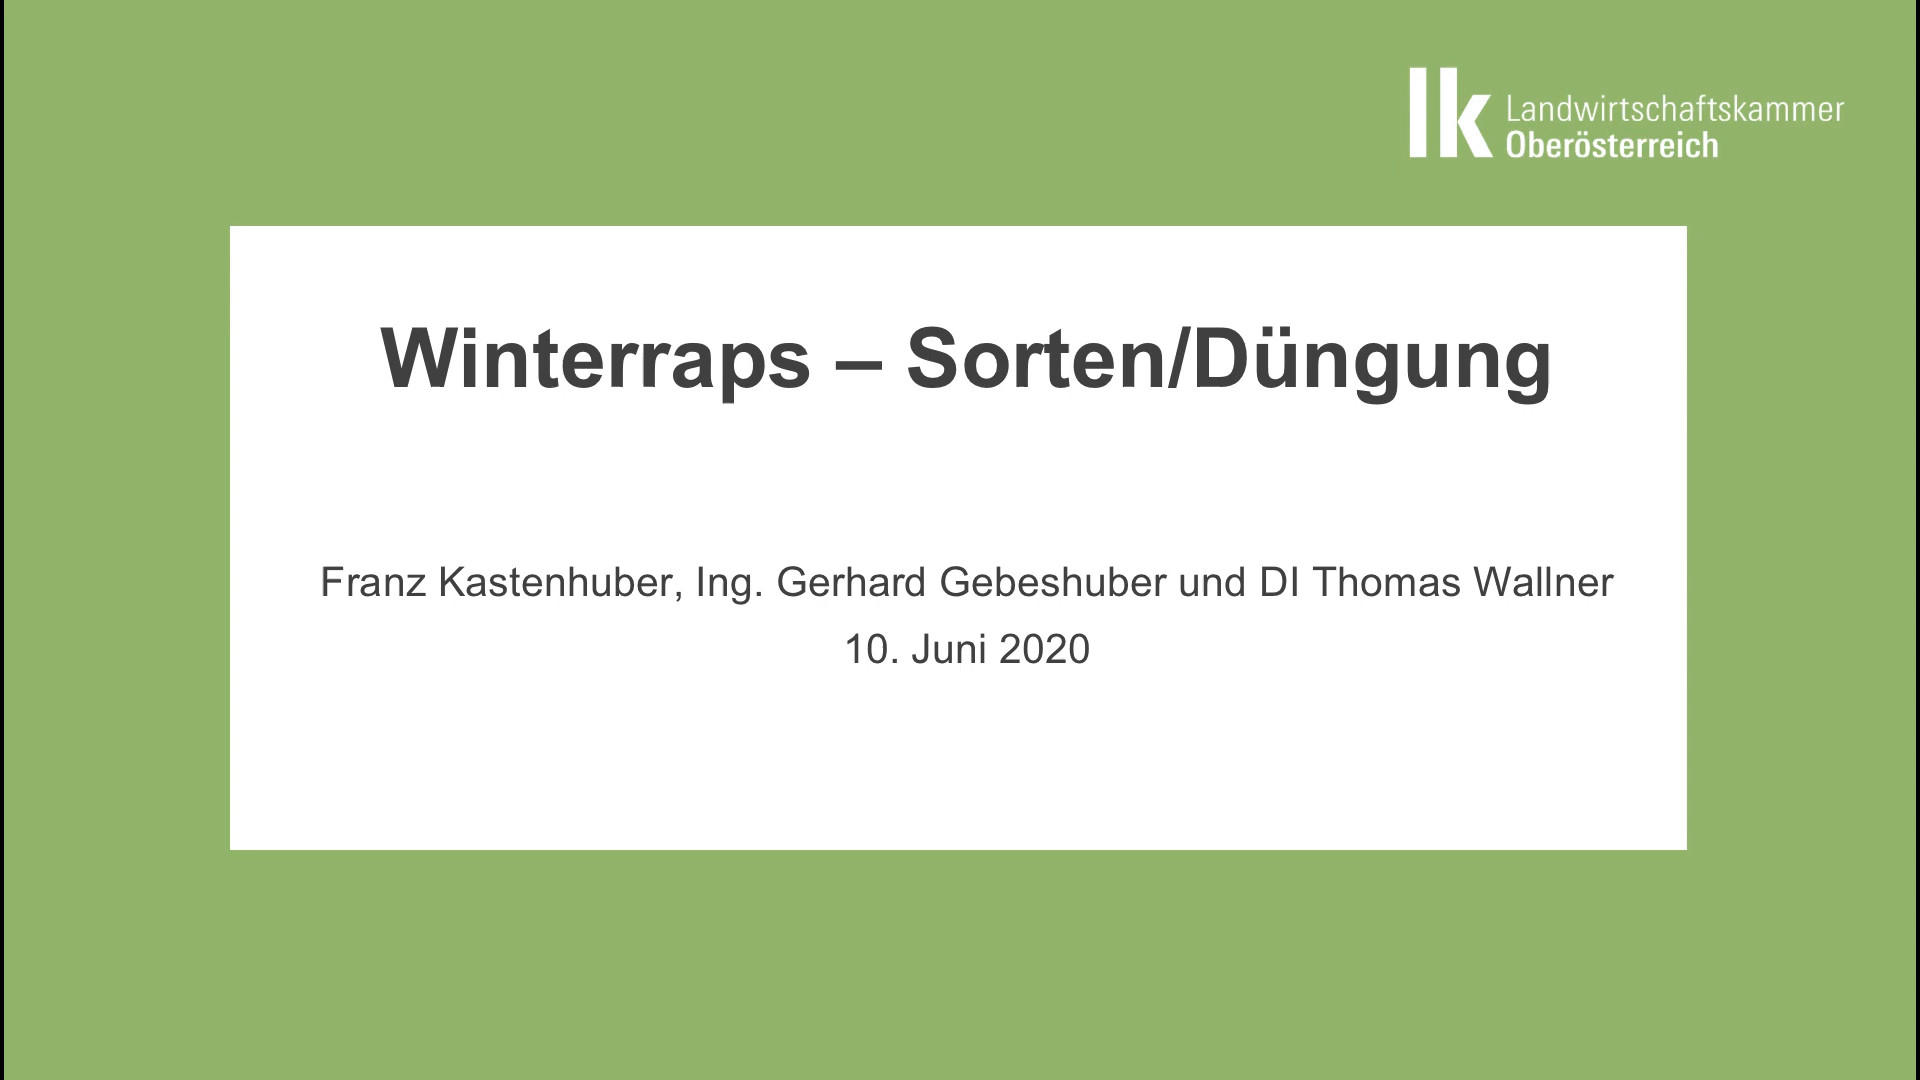 lk Landwirtschaftskammer
Oberösterreich
Winterraps – Sorten/Düngung
Franz Kastenhuber, Ing. Gerhard Gebeshuber und DI Thomas Wallner
10. Juni 2020